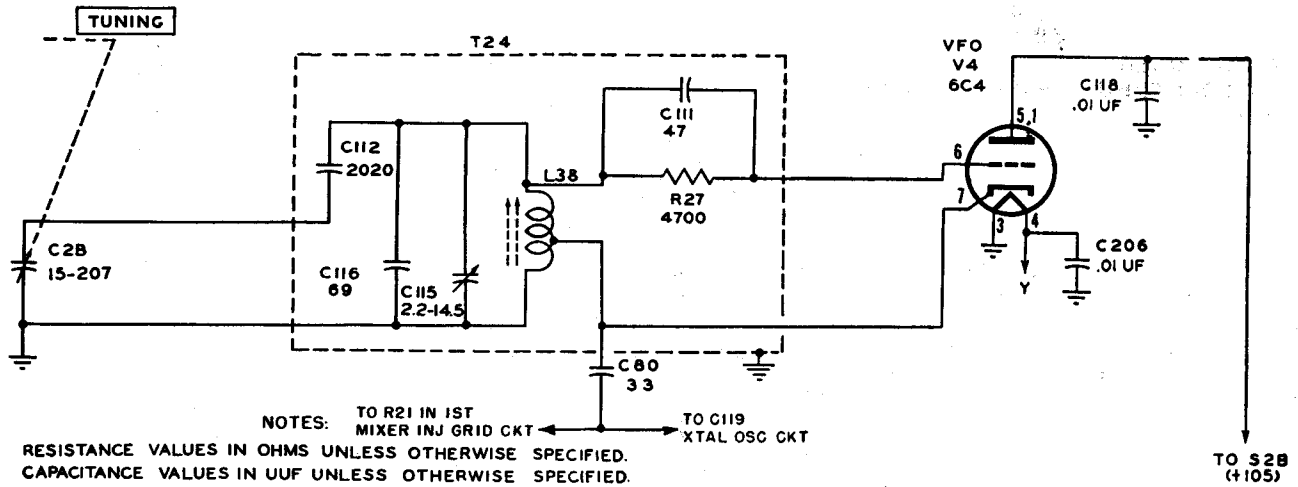 TUNING
T24
VFO
V4
6C4
C118
.01 UF
5,1
C111
47
C112
2020
L38
6
R27
4700
7
3
4
C2B
15-207
C116
69
C115
2.2-14.5
C206
.01 UF
Y
C80
33
NOTES:
TO R21 IN 1ST
MIXER INJ GRID CKT
TO C119
XTAL OSC CKT
RESISTANCE VALUES IN OHMS UNLESS OTHERWISE SPECIFIED.
CAPACITANCE VALUES IN UUF UNLESS OTHERWISE SPECIFIED.
TO S2B
(+105)